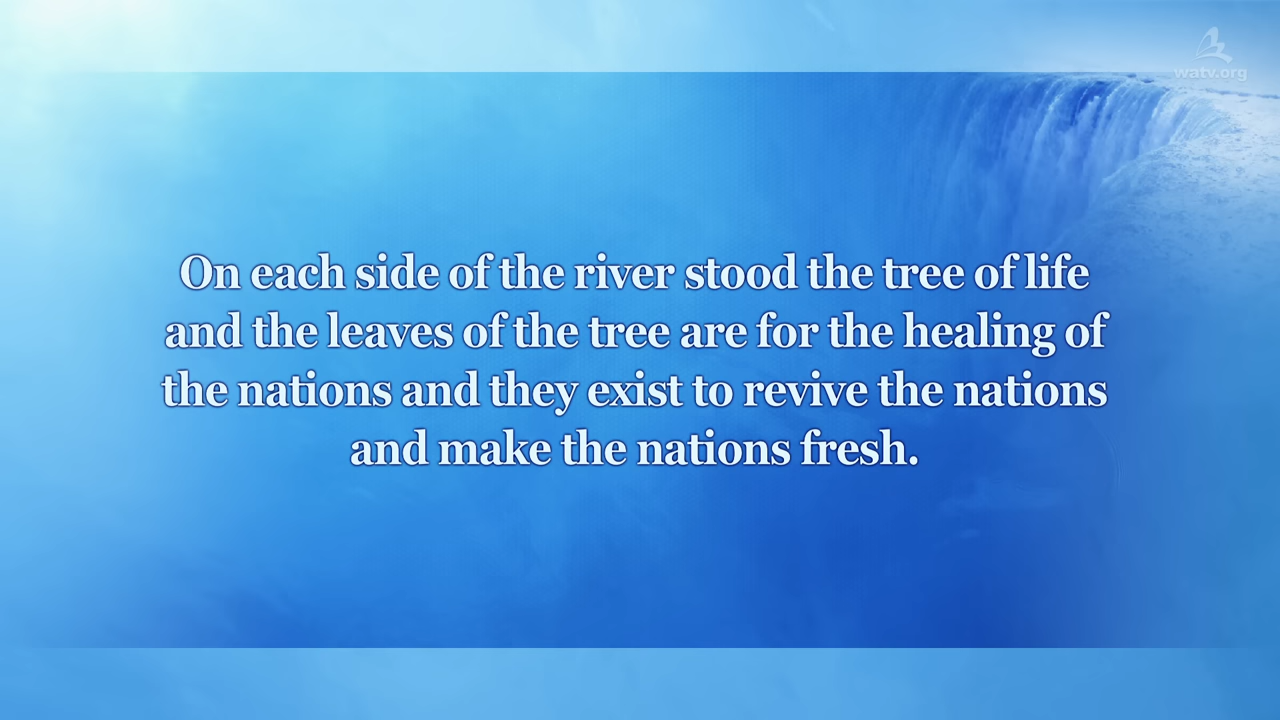 watv.org
On each side of the river stood the tree of life
and the leaves of the tree are for the healing of
the nations and they exist to revive the nations
and make the nations fresh.